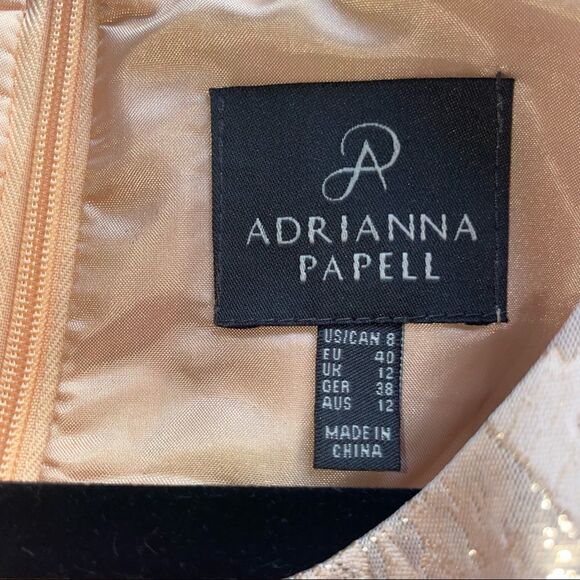 AP
ADRIANNA
PAPELL
US/CAN 8
EU 40
UK 12
GER 38
AUS 12
MADE IN
CHINA